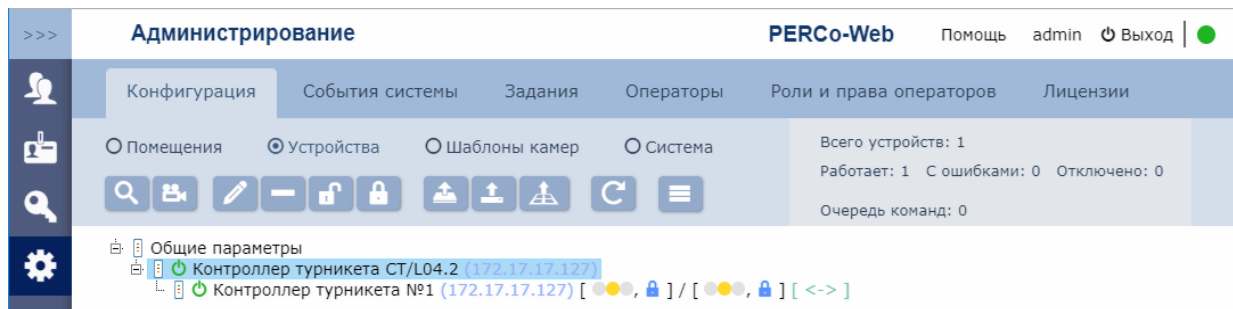 >>> Администрирование PERCo-Web Помощь admin Выход
Конфигурация События системы Задания Операторы Роли и права операторов Лицензии
Помещения Устройства Шаблоны камер Система
Всего устройств: 1
Работает: 1 С ошибками: 0 Отключено: 0
Очередь команд: 0
Общие параметры
Контроллер турникета CT/L04.2 (172.17.17.127)
Контроллер турникета №1 (172.17.17.127) [ , ] / [ , ] [ <-> ]